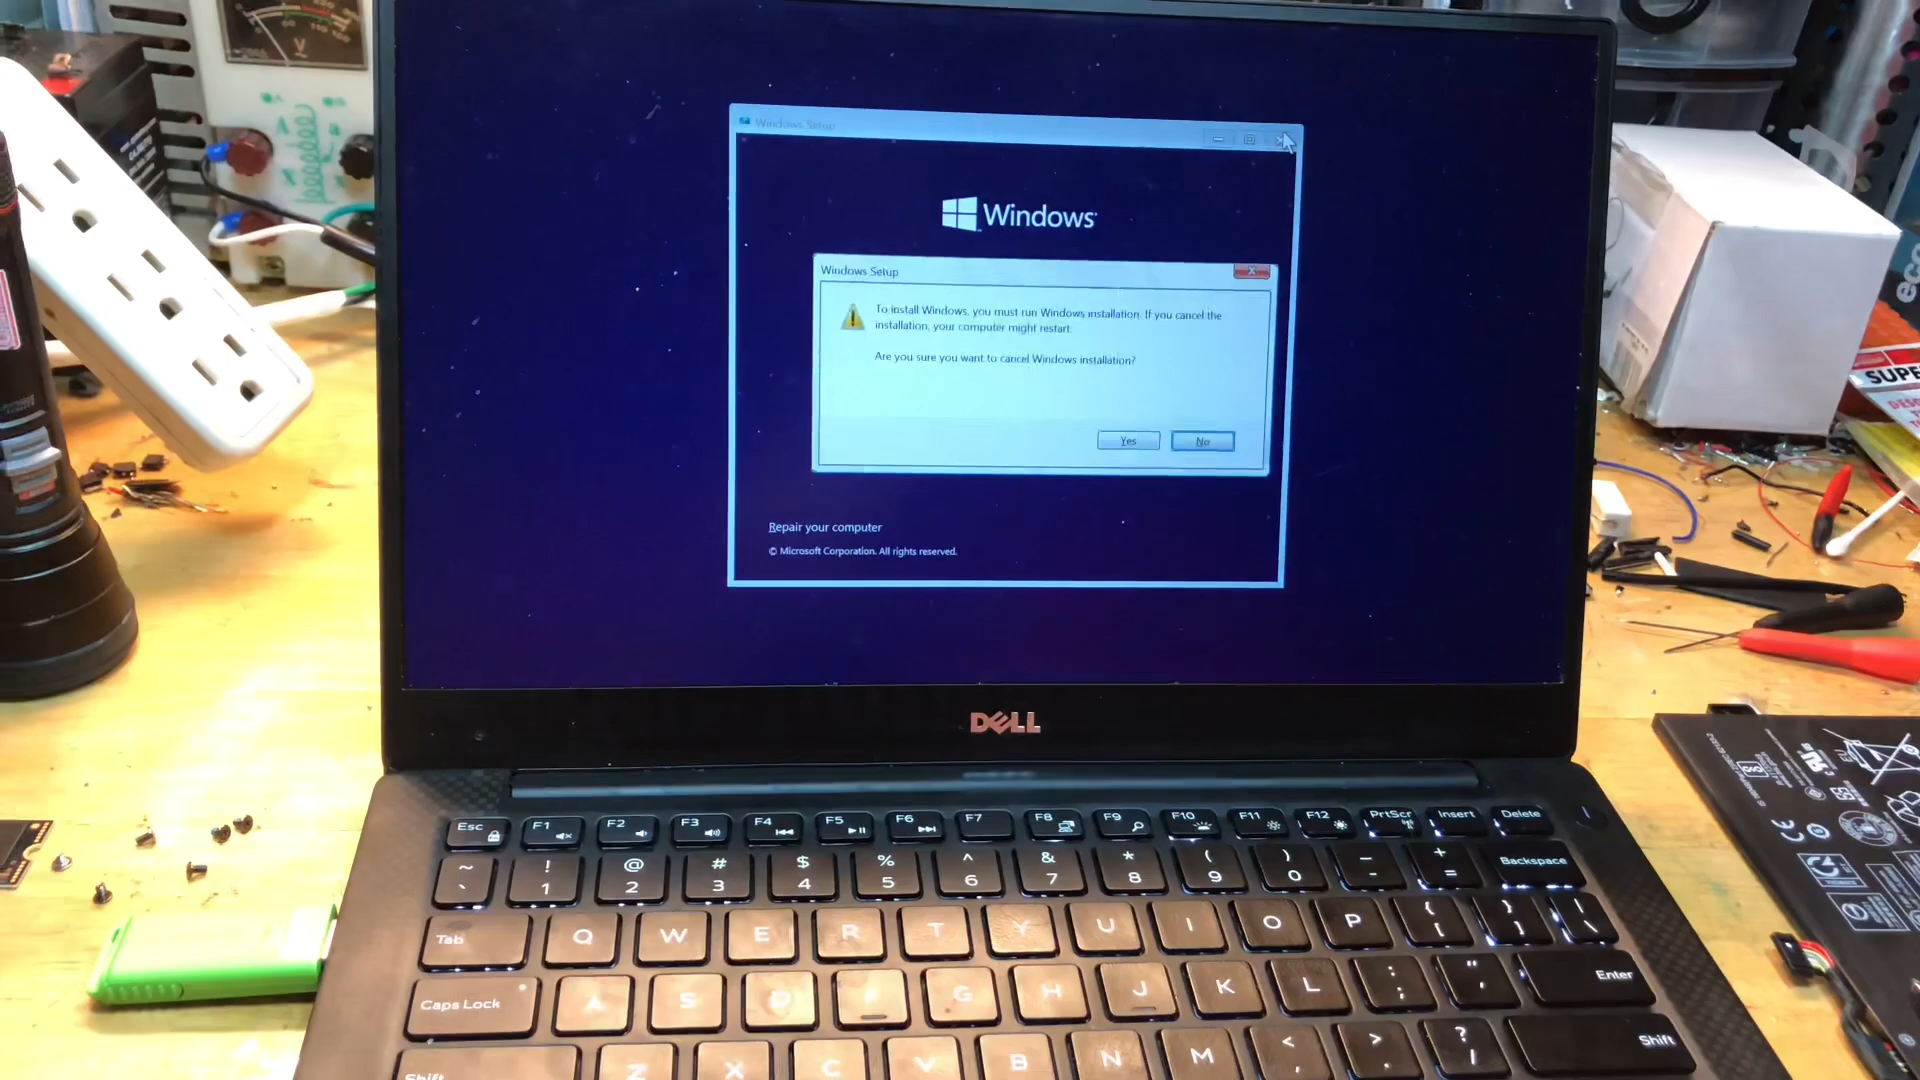 Windows Setup
Windows
Windows Setup
X
To install Windows, you must run Windows installation. If you cancel the
installation, your computer might restart.
Are you sure you want to cancel Windows installation?
Yes
No
Repair your computer
© Microsoft Corporation. All rights reserved.
DELL
Esc F1 F2 F3 F4 F5 F6 F7 F8 F9 F10 F11 F12 PrtScr Insert Delete
~ ! @ # $ % ^ & * ( ) _ +
` 1 2 3 4 5 6 7 8 9 0 - = Backspace
Tab Q W E R T Y U I O P { [ } ] | \
Caps Lock A S D F G H J K L : ; " ' Enter
Shift Z X C V B N M < , > . ? / Shift
V
SUPE
eco
CE